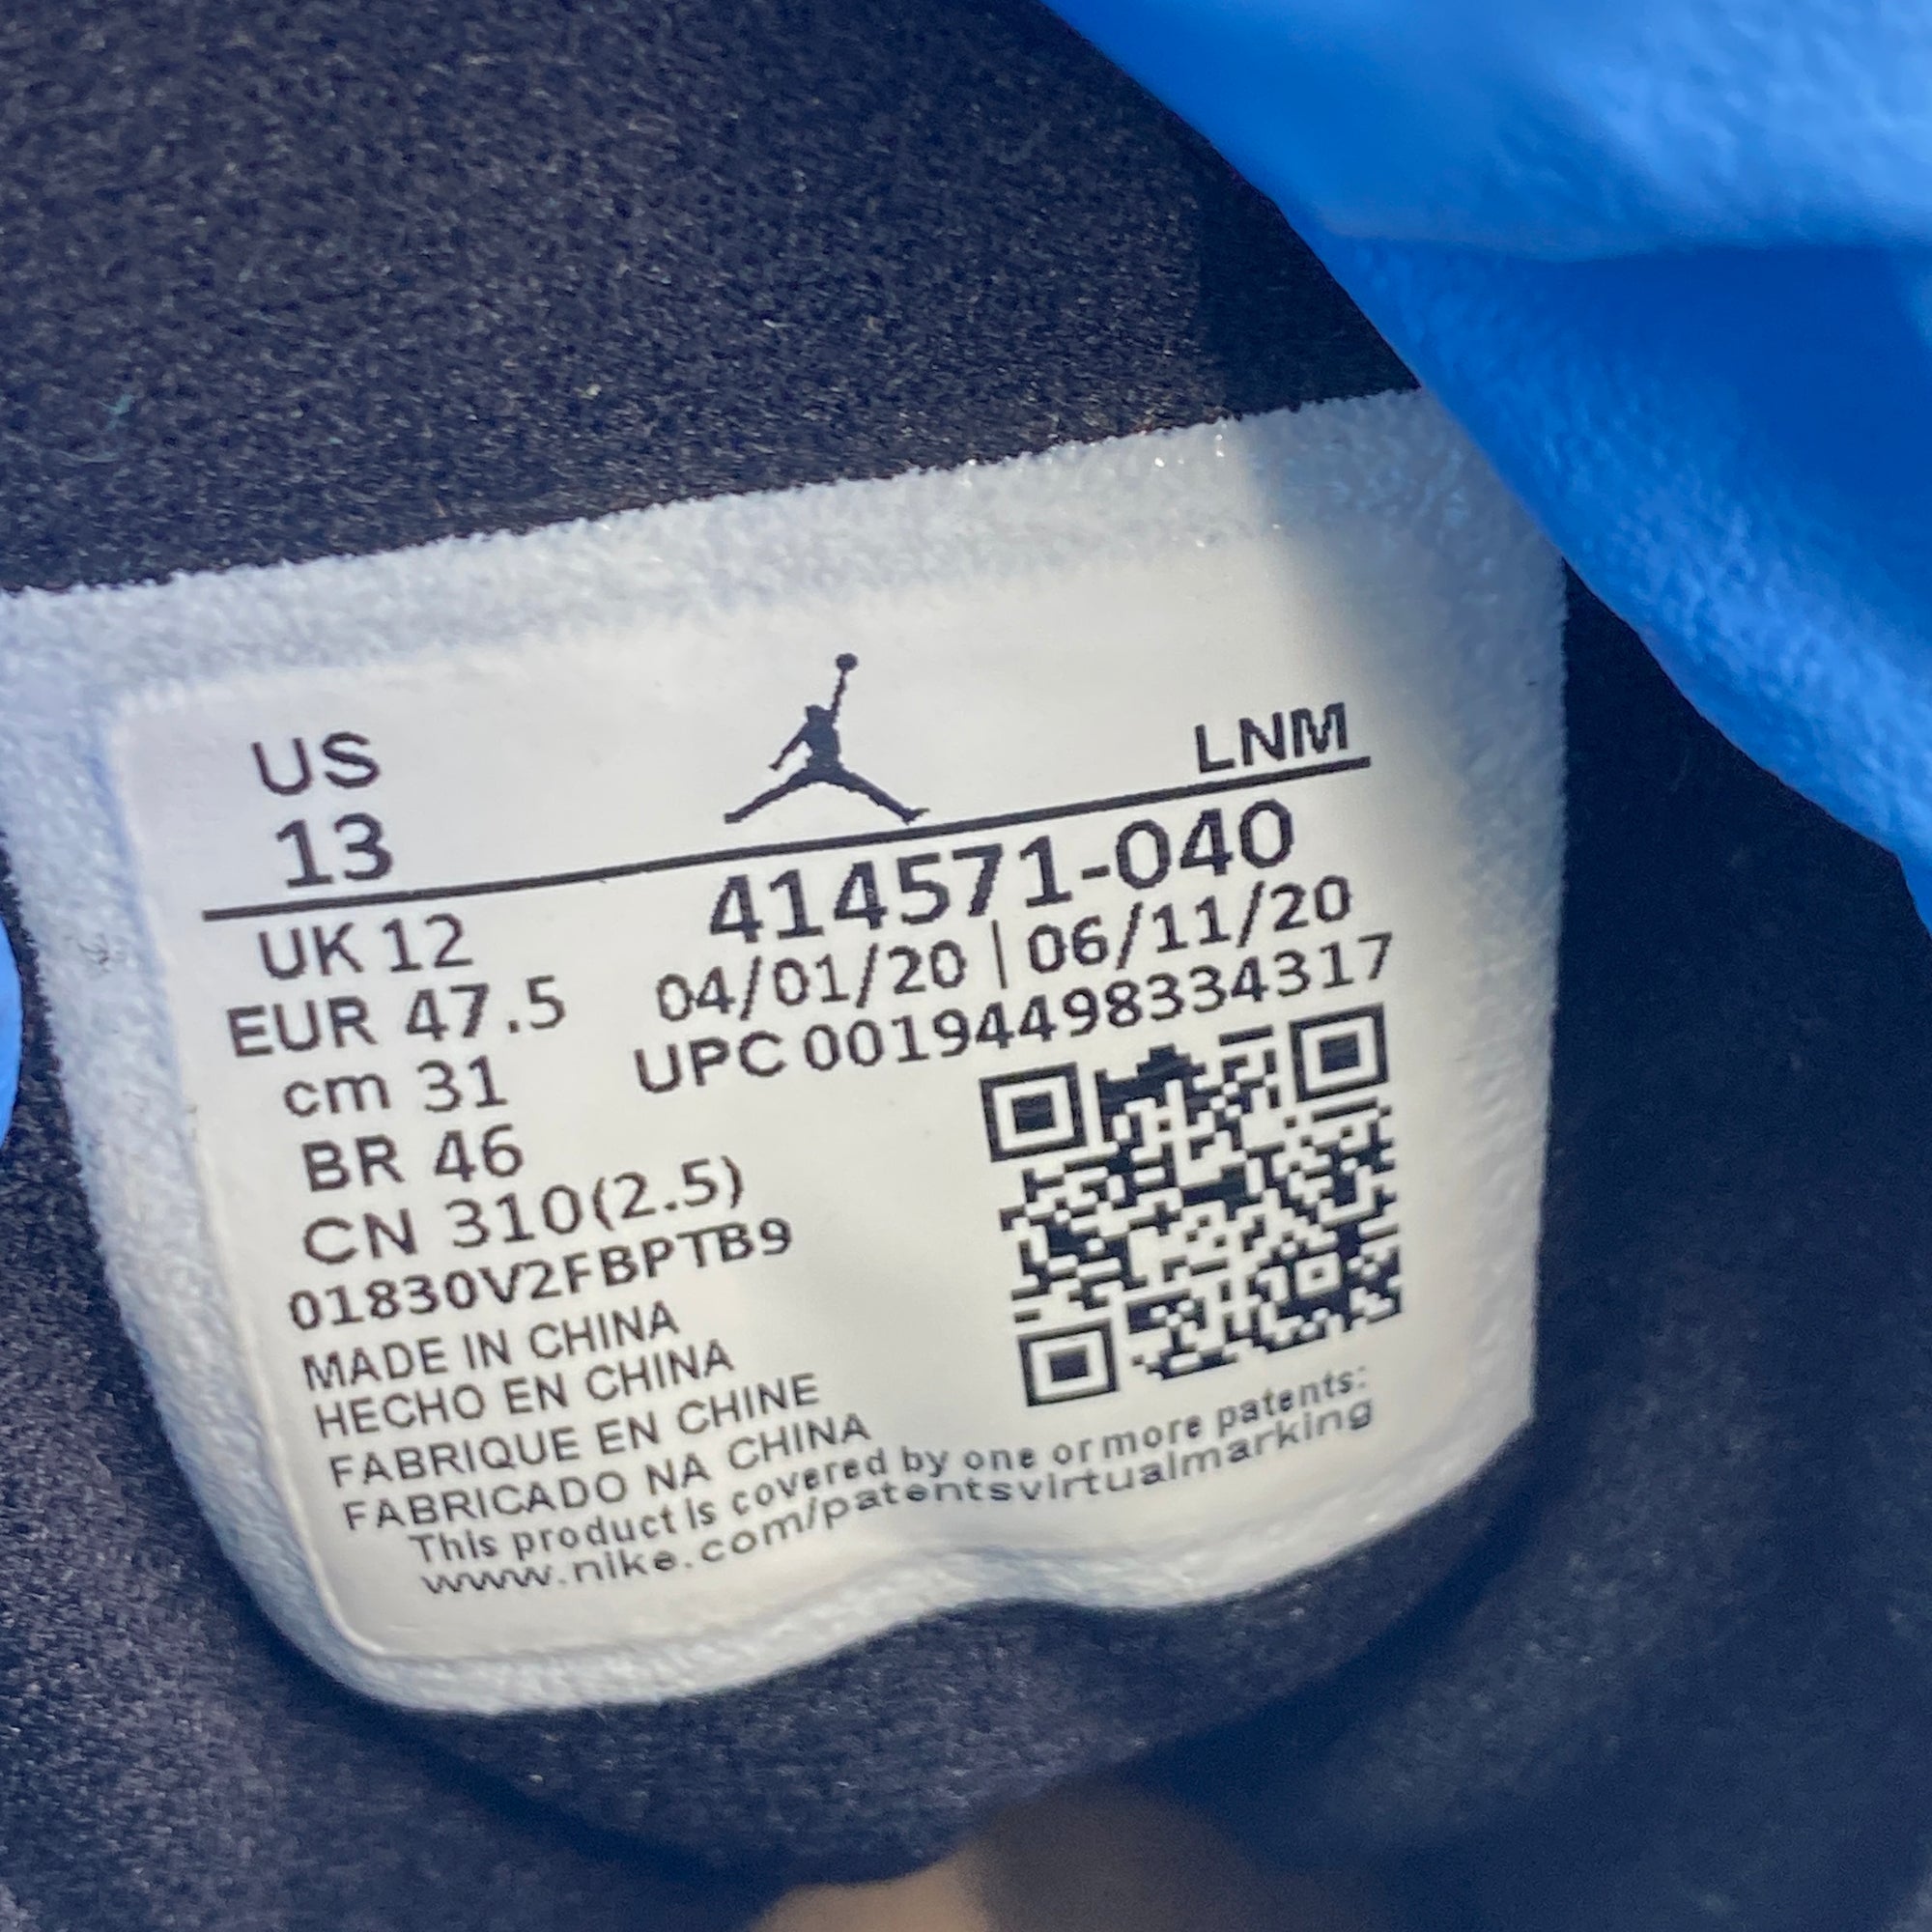 US
LNM
13
414571-040
UK 12
04/01/20 | 06/11/20
EUR 47.5
UPC 00194498334317
cm 31
BR 46
CN 310(2.5)
01830V2FBPTB9
MADE IN CHINA
HECHO EN CHINA
FABRIQUE EN CHINE
FABRICADO NA CHINA
This product is covered by one or more patents:
www.nike.com/patentsvirtualmarking